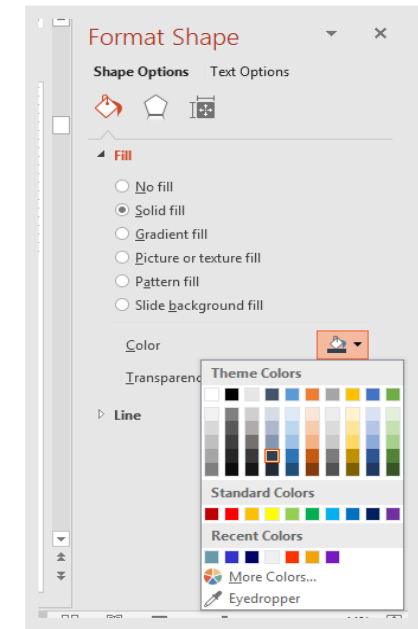 Format Shape
Shape Options Text Options
Fill
No fill
Solid fill
Gradient fill
Picture or texture fill
Pattern fill
Slide background fill
Color
Theme Colors
Line
Standard Colors
Recent Colors
More Colors...
Eyedropper